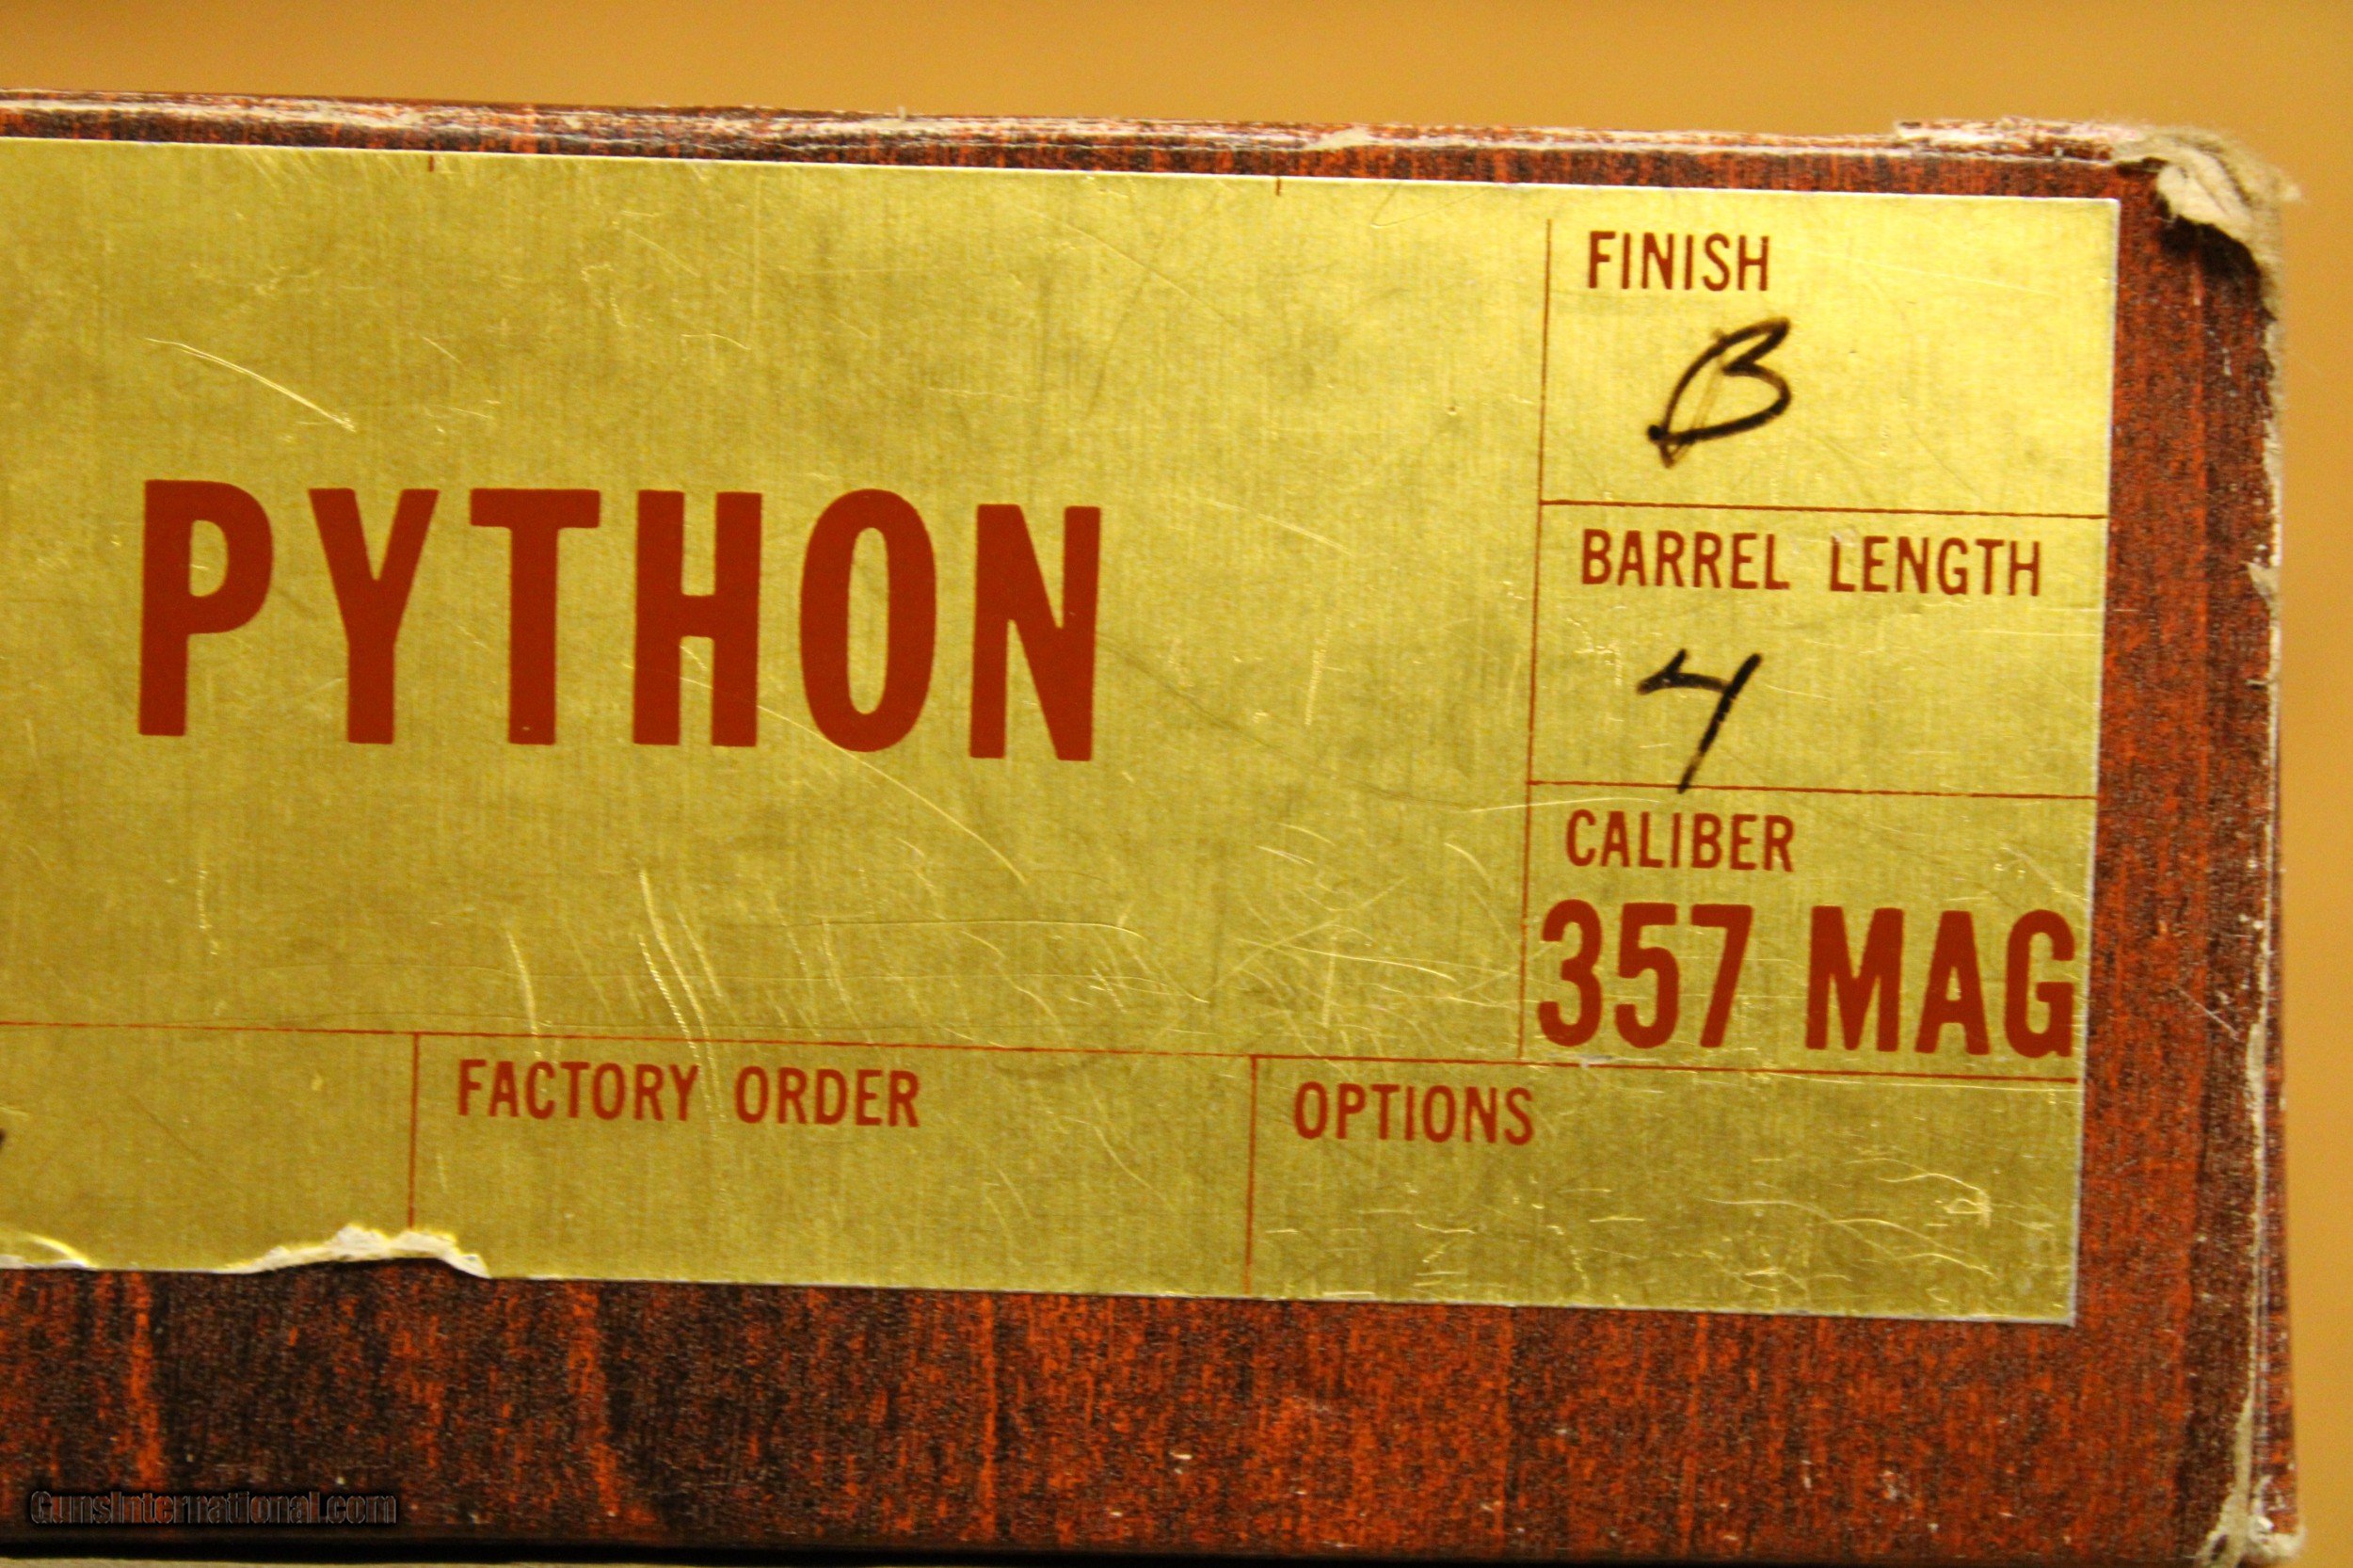 PYTHON
FINISH
B
BARREL LENGTH
4
CALIBER
357 MAG
FACTORY ORDER
OPTIONS
GunsInternational.com